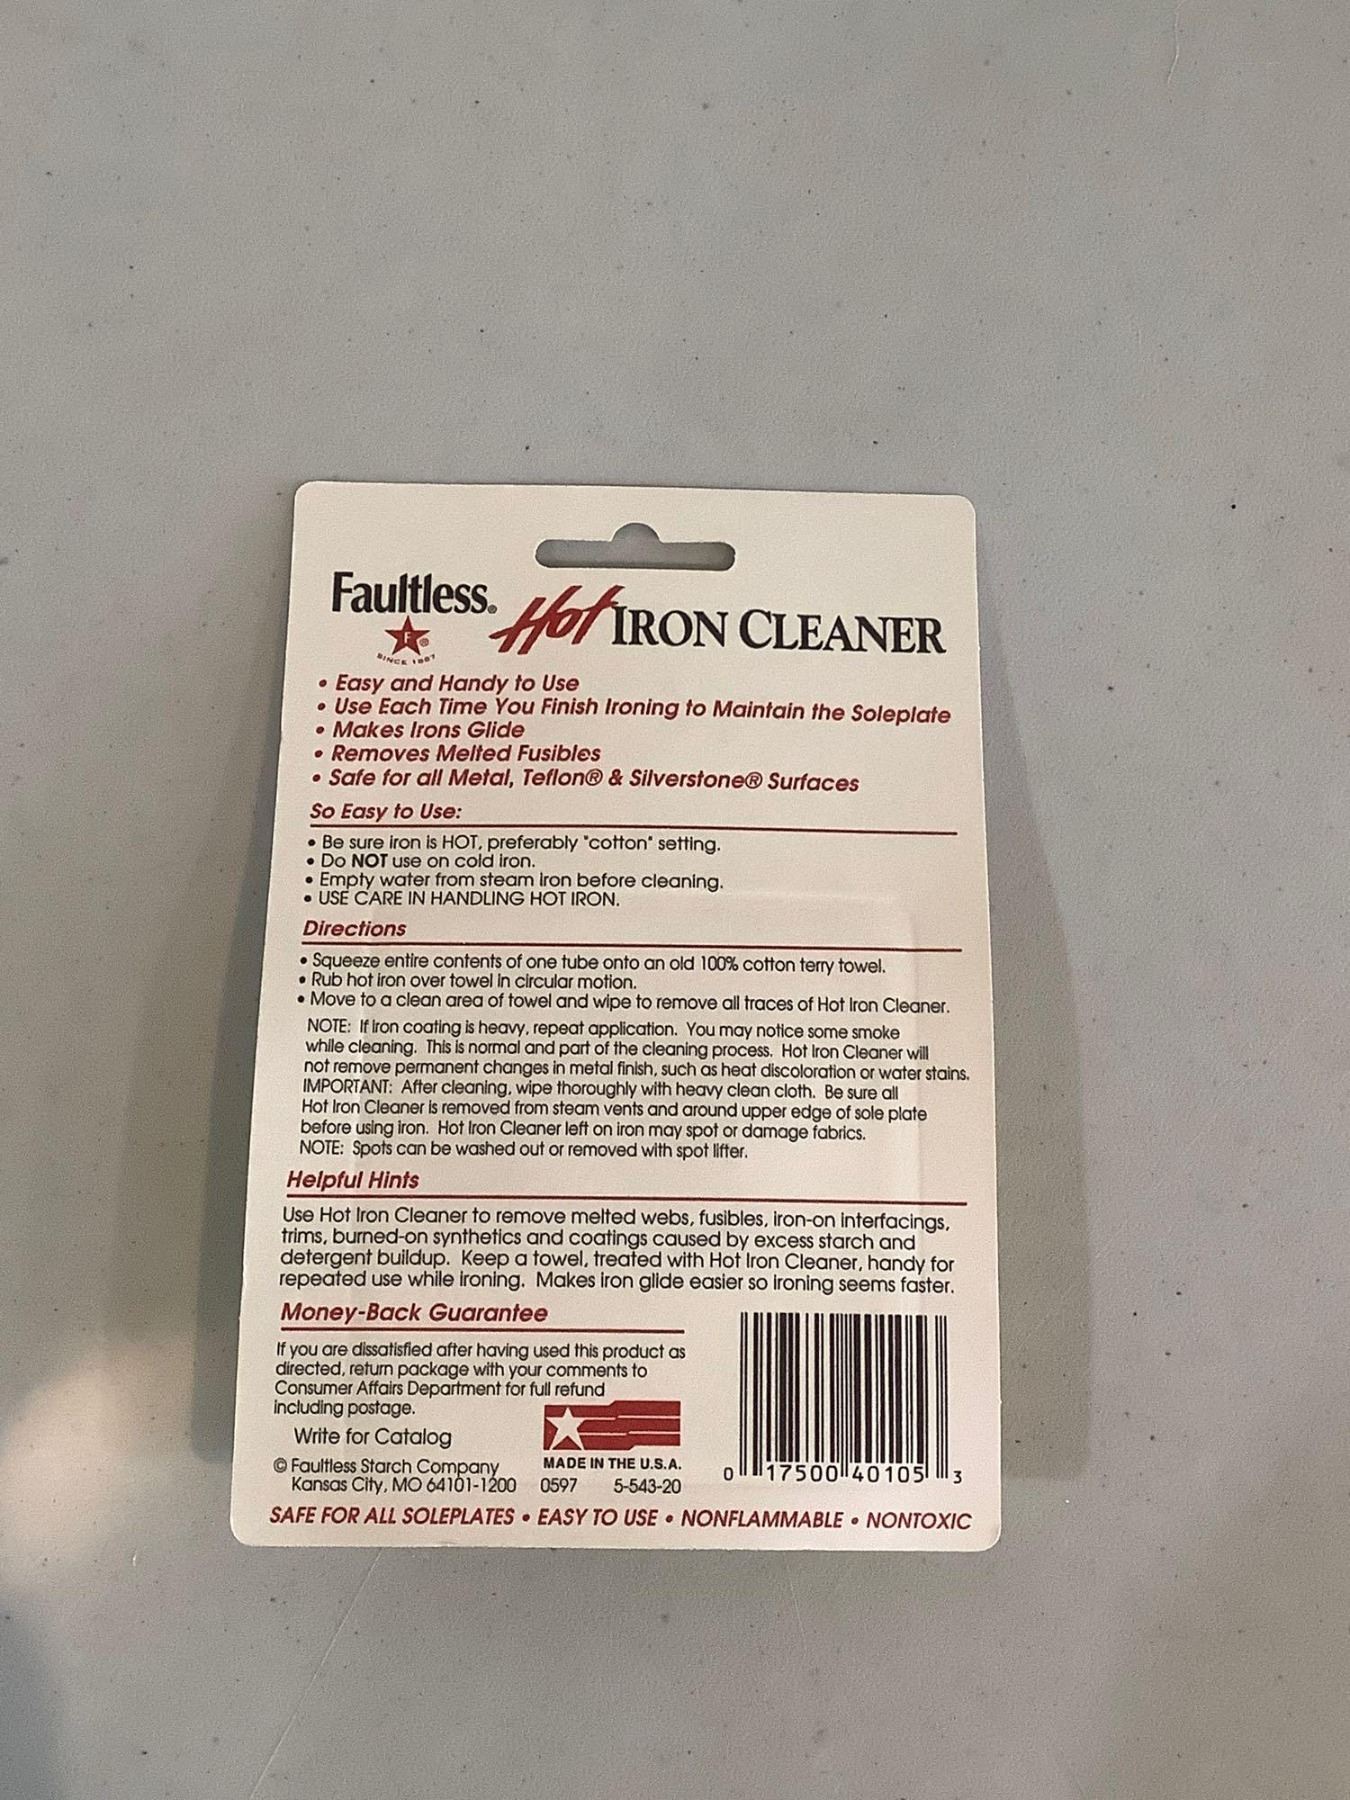 Faultless® Hot IRON CLEANER
F®
SINCE 1887
• Easy and Handy to Use
• Use Each Time You Finish Ironing to Maintain the Soleplate
• Makes Irons Glide
• Removes Melted Fusibles
• Safe for all Metal, Teflon® & Silverstone® Surfaces
So Easy to Use:
• Be sure iron is HOT, preferably "cotton" setting.
• Do NOT use on cold iron.
• Empty water from steam iron before cleaning.
• USE CARE IN HANDLING HOT IRON.
Directions
• Squeeze entire contents of one tube onto an old 100% cotton terry towel.
• Rub hot iron over towel in circular motion.
• Move to a clean area of towel and wipe to remove all traces of Hot Iron Cleaner.
NOTE: If iron coating is heavy, repeat application. You may notice some smoke
while cleaning. This is normal and part of the cleaning process. Hot Iron Cleaner will
not remove permanent changes in metal finish, such as heat discoloration or water stains.
IMPORTANT: After cleaning, wipe thoroughly with heavy clean cloth. Be sure all
Hot Iron Cleaner is removed from steam vents and around upper edge of sole plate
before using iron. Hot Iron Cleaner left on iron may spot or damage fabrics.
NOTE: Spots can be washed out or removed with spot lifter.
Helpful Hints
Use Hot Iron Cleaner to remove melted webs, fusibles, iron-on interfacings,
trims, burned-on synthetics and coatings caused by excess starch and
detergent buildup. Keep a towel, treated with Hot Iron Cleaner, handy for
repeated use while ironing. Makes iron glide easier so ironing seems faster.
Money-Back Guarantee
If you are dissatisfied after having used this product as
directed, return package with your comments to
Consumer Affairs Department for full refund
including postage.
Write for Catalog
© Faultless Starch Company
Kansas City, MO 64101-1200
MADE IN THE U.S.A.
0597 5-543-20
0 17500 40105 3
SAFE FOR ALL SOLEPLATES • EASY TO USE • NONFLAMMABLE • NONTOXIC